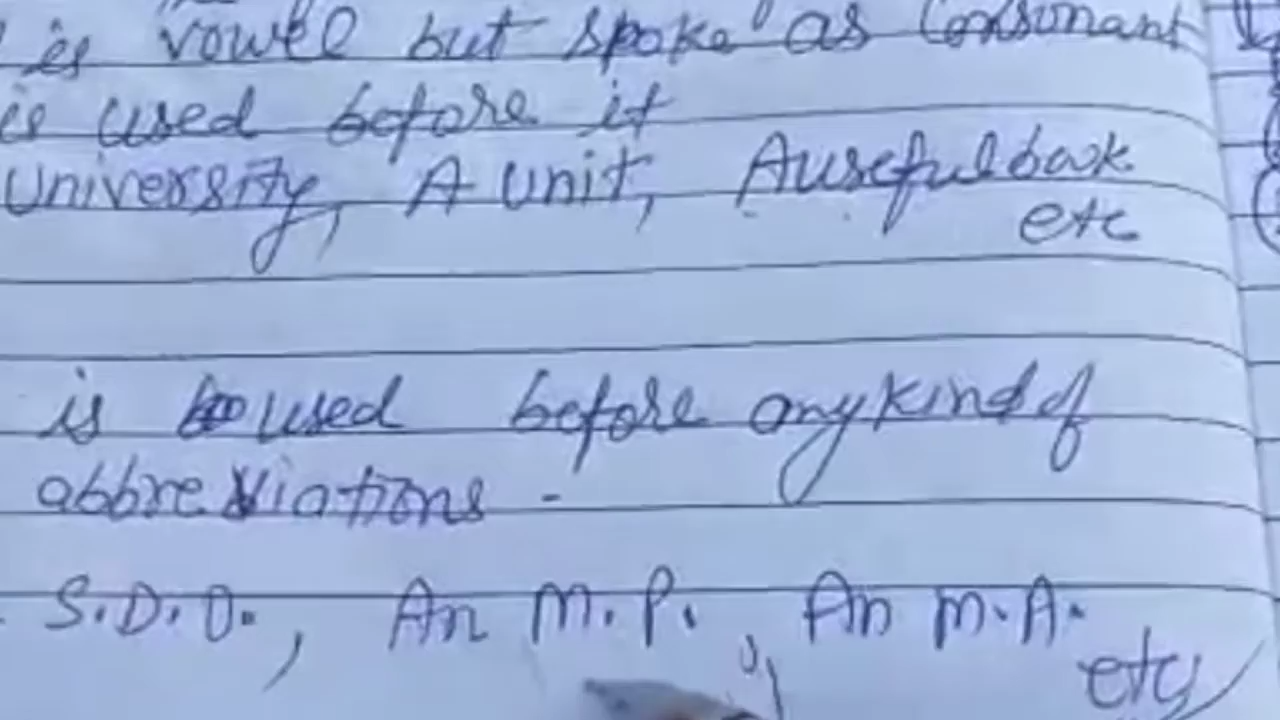 is vowel but spoke as Consonant
is used before it
University, A Unit, A useful book
etc
is used before any kind of
abbreviations -
S.D.O., An M.P., An M.A.
etc